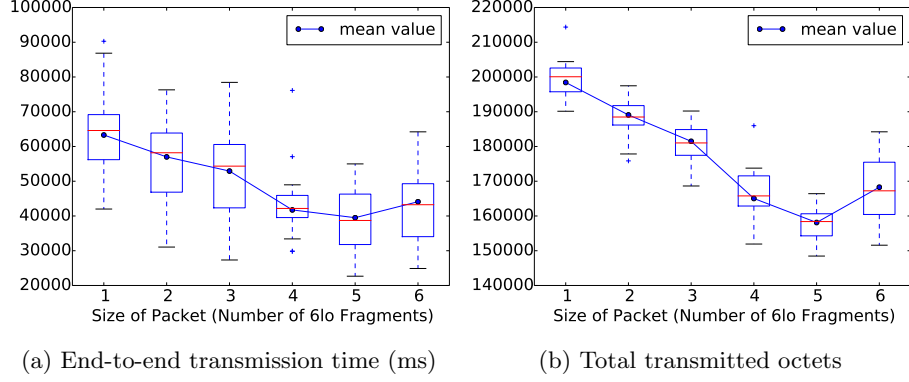 100000
90000
80000
70000
60000
50000
40000
30000
20000
mean value
1 2 3 4 5 6
Size of Packet (Number of 6lo Fragments)
(a) End-to-end transmission time (ms)
220000
210000
200000
190000
180000
170000
160000
150000
140000
mean value
1 2 3 4 5 6
Size of Packet (Number of 6lo Fragments)
(b) Total transmitted octets